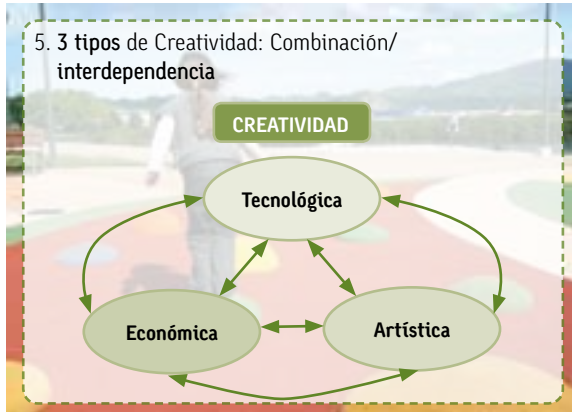 5. 3 tipos de Creatividad: Combinación/
interdependencia
CREATIVIDAD
Tecnológica
Económica
Artística